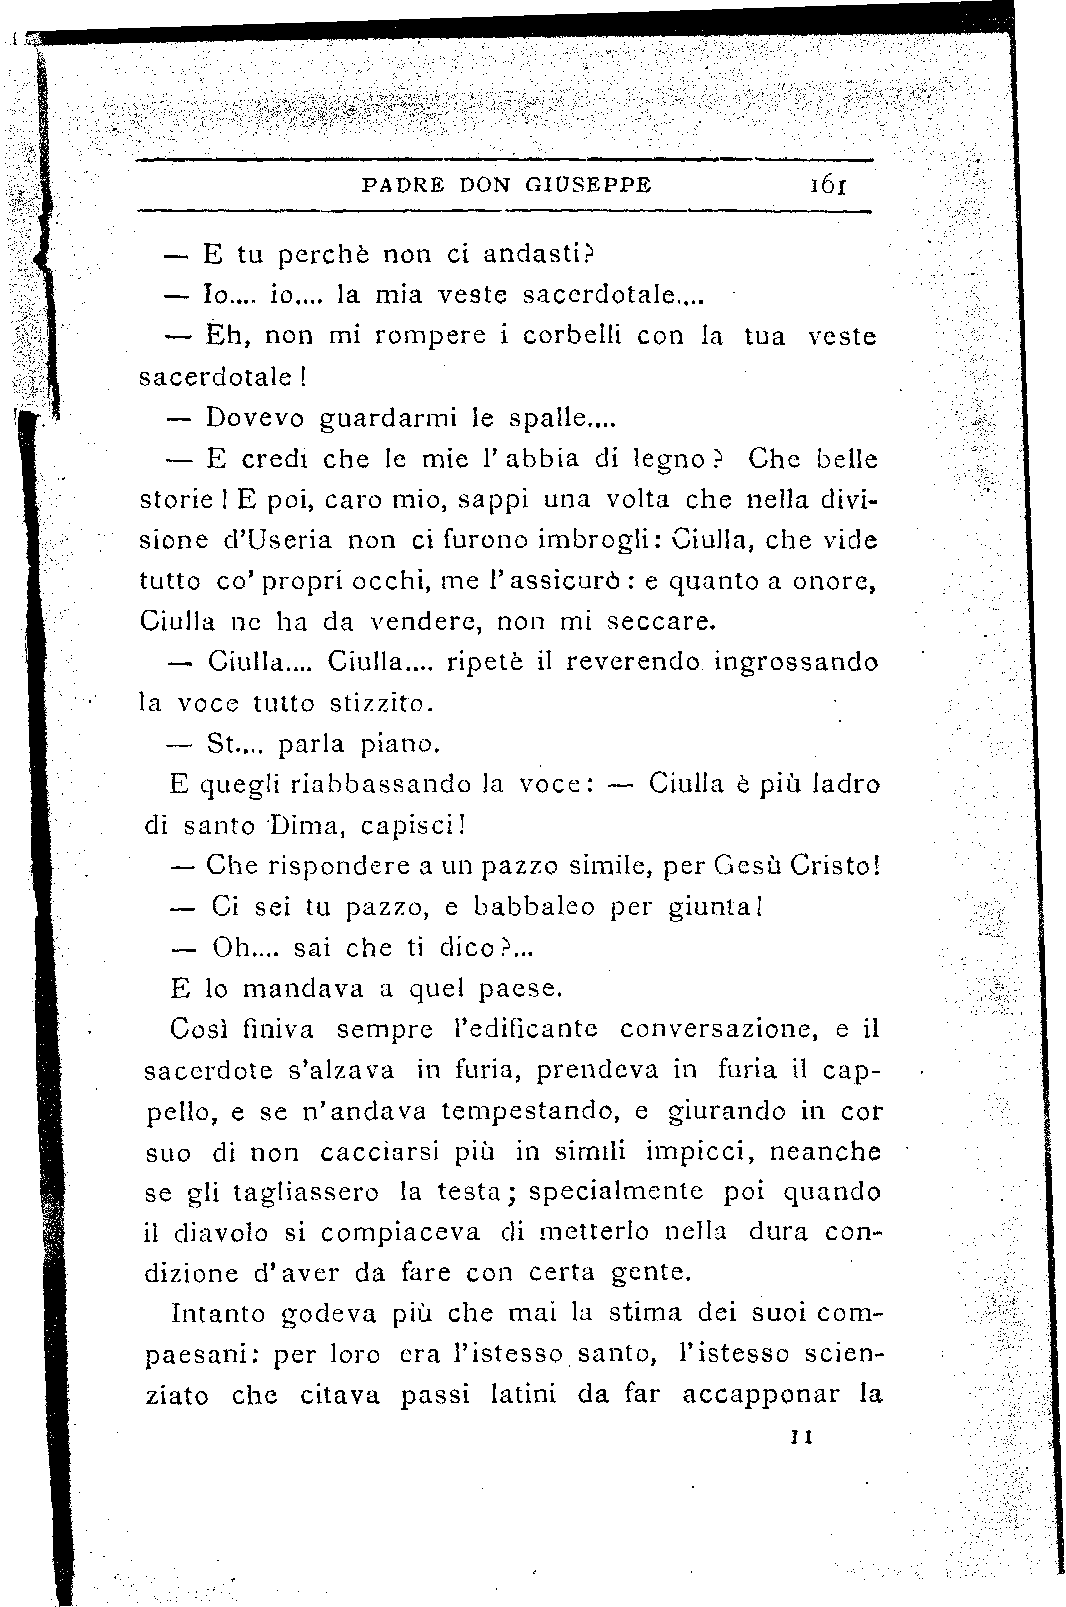 PADRE DON GIUSEPPE 161
— E tu perchè non ci andasti?
— Io.... io.... la mia veste sacerdotale....
— Eh, non mi rompere i corbelli con la tua veste
sacerdotale!
— Dovevo guardarmi le spalle....
— E credi che le mie l'abbia di legno? Che belle
storie! E poi, caro mio, sappi una volta che nella divi-
sione d'Useria non ci furono imbrogli: Ciulla, che vide
tutto co' propri occhi, me l'assicurò: e quanto a onore,
Ciulla ne ha da vendere, non mi seccare.
— Ciulla.... Ciulla.... ripetè il reverendo ingrossando
la voce tutto stizzito.
— St.... parla piano.
E quegli riabbassando la voce: — Ciulla è più ladro
di santo Dima, capisci!
— Che rispondere a un pazzo simile, per Gesù Cristo!
— Ci sei tu pazzo, e babbaleo per giunta!
— Oh.... sai che ti dico?...
E lo mandava a quel paese.
Così finiva sempre l'edificante conversazione, e il
sacerdote s'alzava in furia, prendeva in furia il cap-
pello, e se n'andava tempestando, e giurando in cor
suo di non cacciarsi più in simili impicci, neanche
se gli tagliassero la testa; specialmente poi quando
il diavolo si compiaceva di metterlo nella dura con-
dizione d'aver da fare con certa gente.
Intanto godeva più che mai la stima dei suoi com-
paesani: per loro era l'istesso santo, l'istesso scien-
ziato che citava passi latini da far accapponar la
11